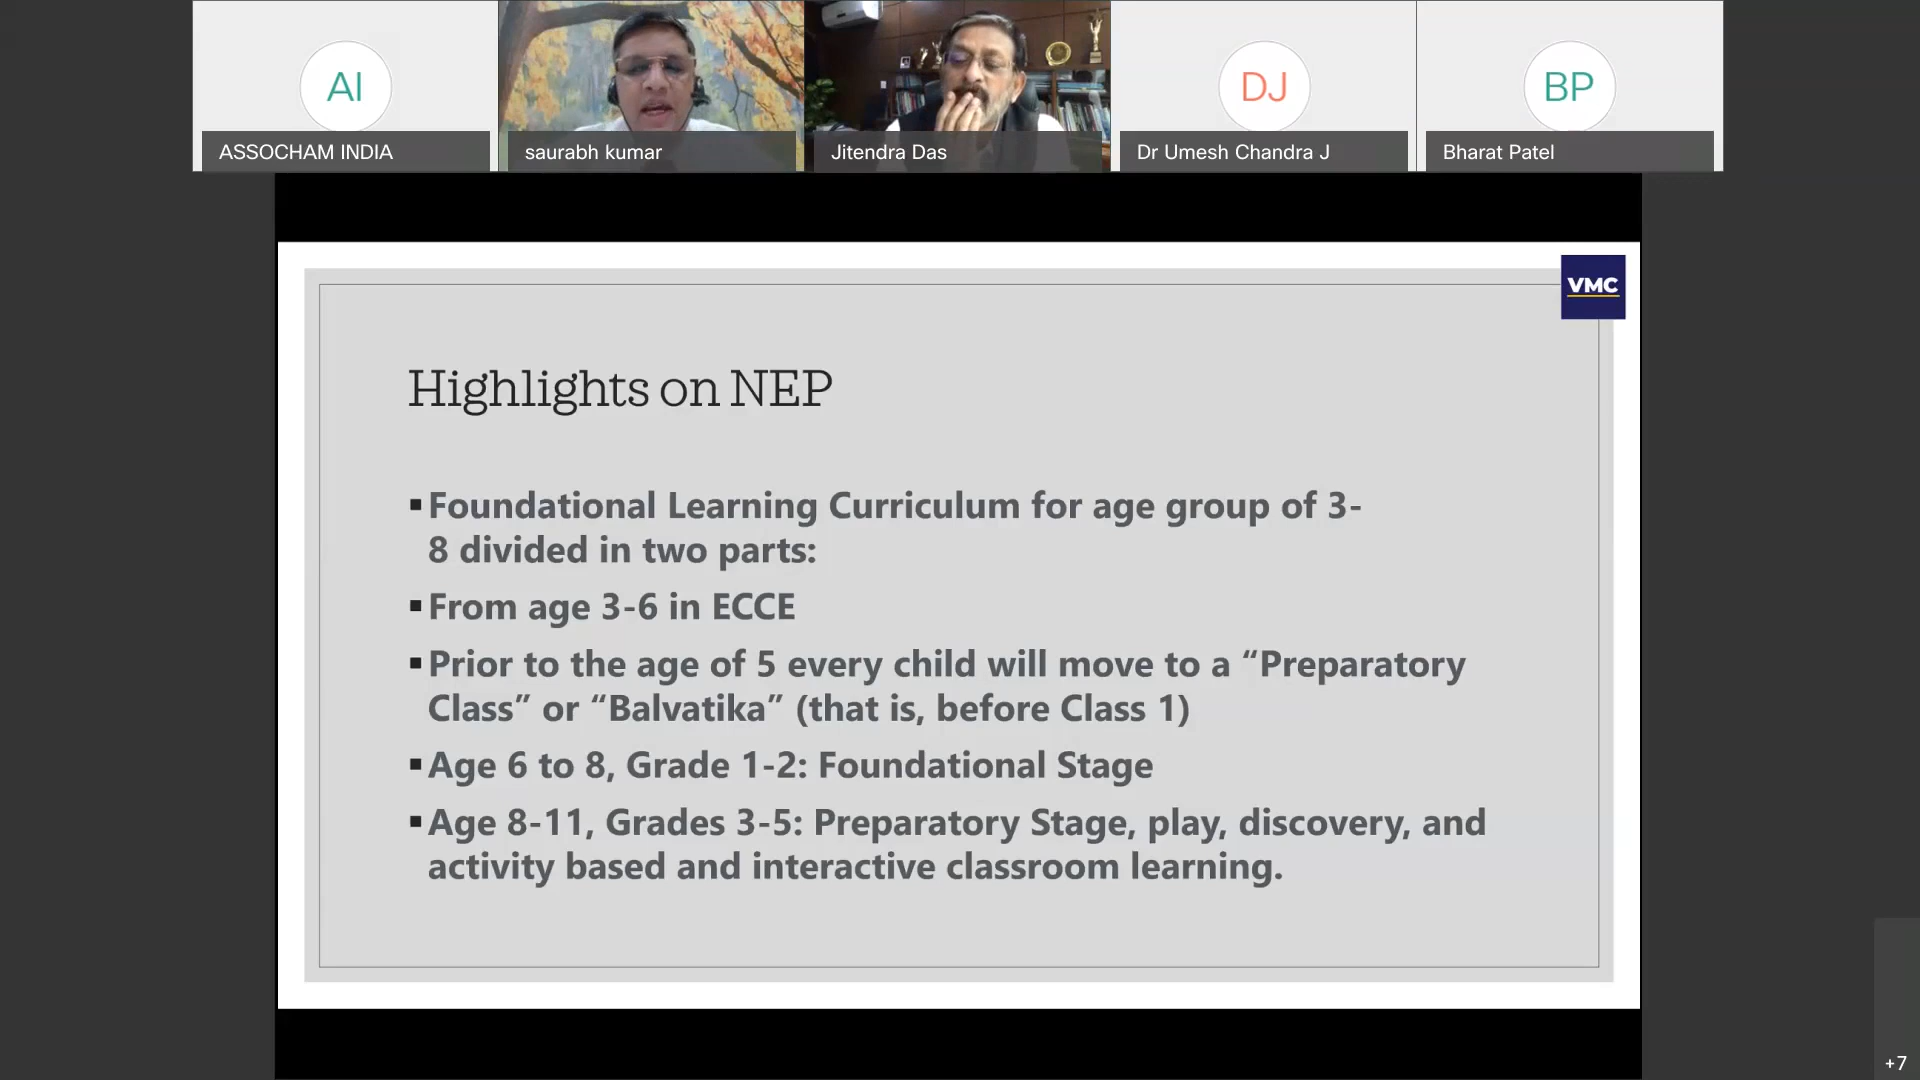 AI
DJ
BP
ASSOCHAM INDIA
saurabh kumar
Jitendra Das
Dr Umesh Chandra J
Bharat Patel
VMC
Highlights on NEP
▪Foundational Learning Curriculum for age group of 3-
8 divided in two parts:
▪From age 3-6 in ECCE
▪Prior to the age of 5 every child will move to a “Preparatory
Class” or “Balvatika” (that is, before Class 1)
▪Age 6 to 8, Grade 1-2: Foundational Stage
▪Age 8-11, Grades 3-5: Preparatory Stage, play, discovery, and
activity based and interactive classroom learning.
+7